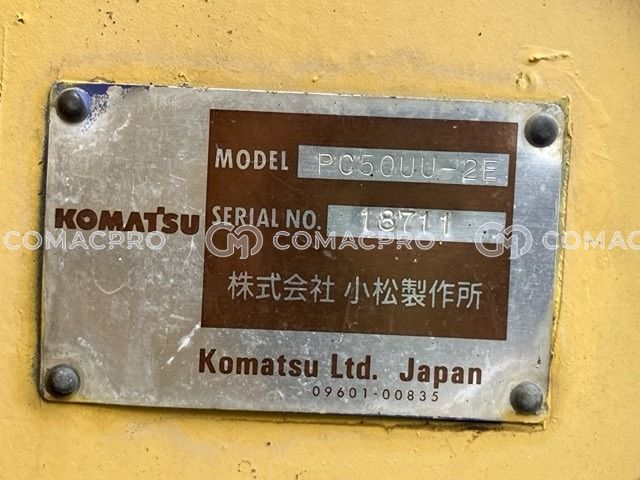 MODEL PC50UU-2E
KOMATSU
SERIAL NO. 18711
COMACPRO COMACPRO COMAC
株式会社 小松製作所
Komatsu Ltd. Japan
09601-00835